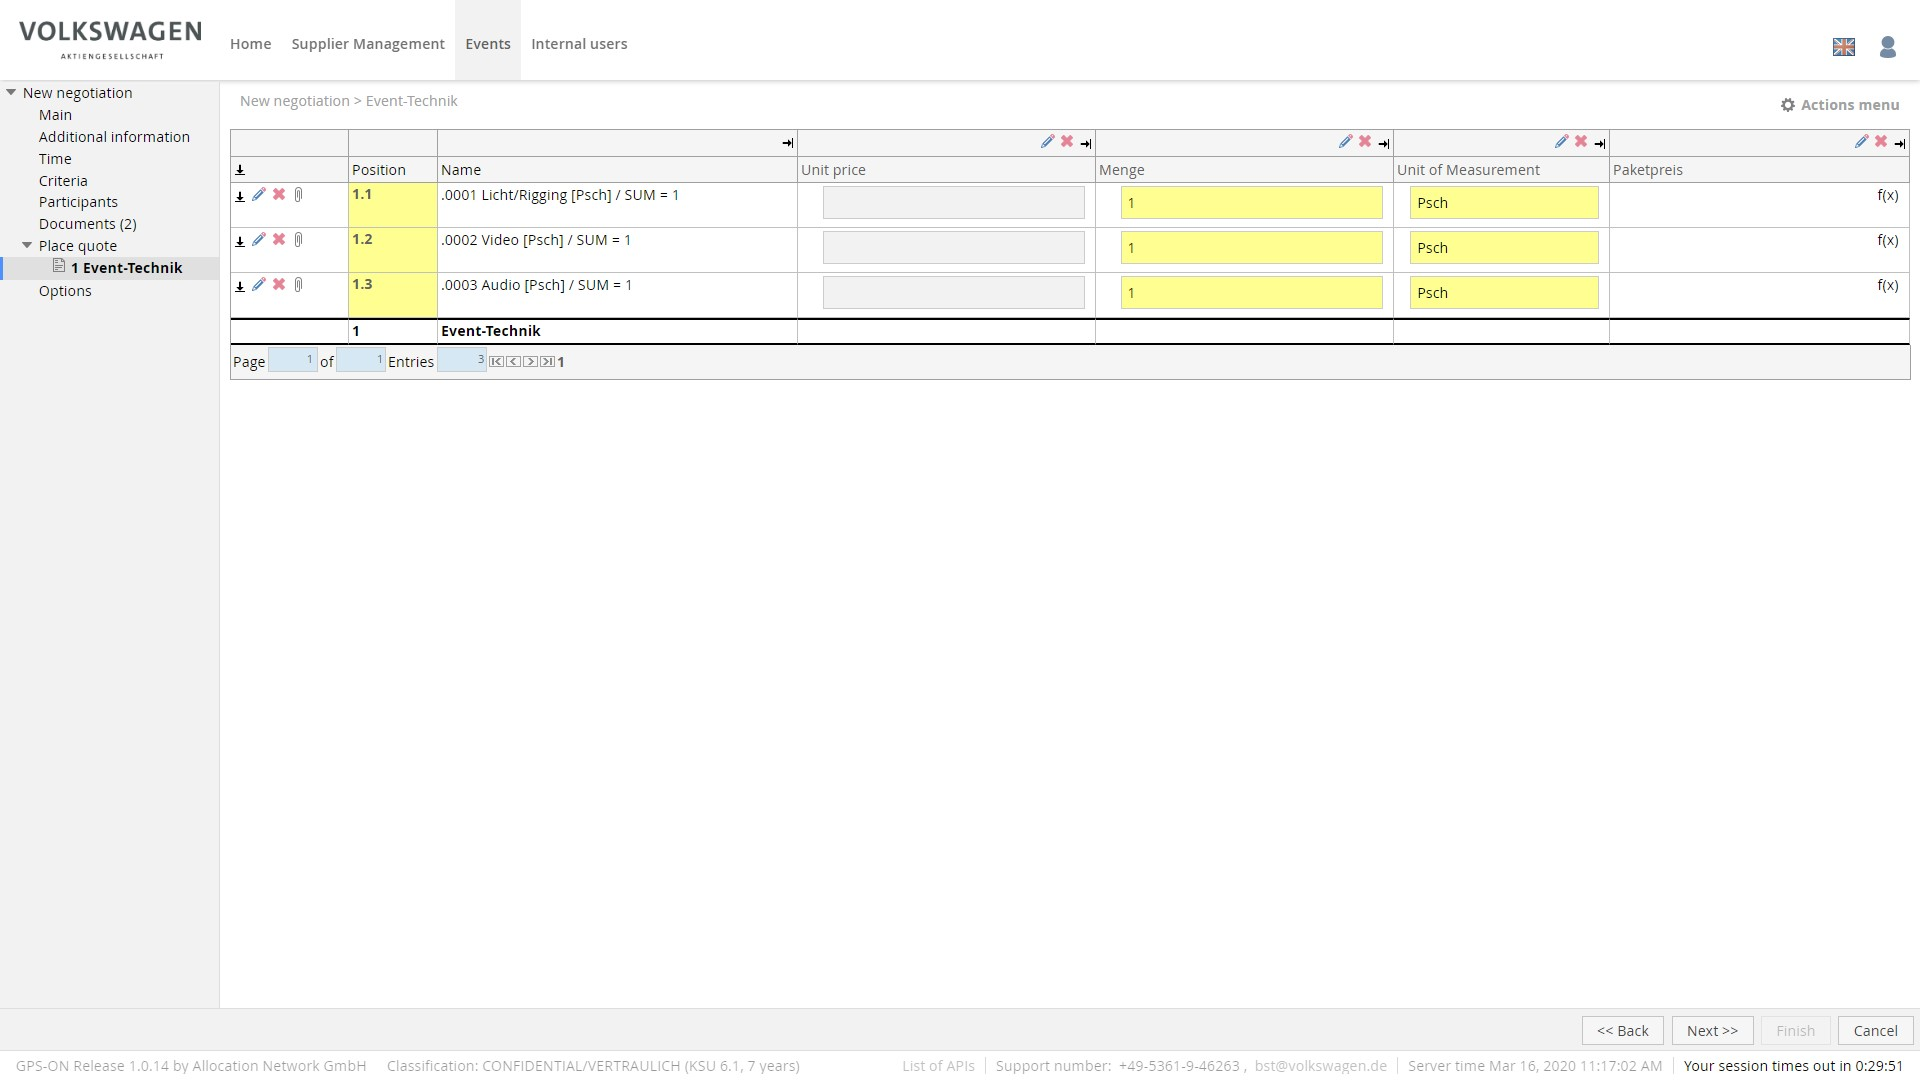 VOLKSWAGEN
AKTIENGESELLSCHAFT
Home Supplier Management Events Internal users
New negotiation
Main
Additional information
Time
Criteria
Participants
Documents (2)
Place quote
1 Event-Technik
Options
New negotiation > Event-Technik
Actions menu
Position Name Unit price Menge Unit of Measurement Paketpreis
1.1 .0001 Licht/Rigging [Psch] / SUM = 1 1 Psch f(x)
1.2 .0002 Video [Psch] / SUM = 1 1 Psch f(x)
1.3 .0003 Audio [Psch] / SUM = 1 1 Psch f(x)
1 Event-Technik
Page 1 of 1 Entries 3 1
<< Back Next >> Finish Cancel
GPS-ON Release 1.0.14 by Allocation Network GmbH Classification: CONFIDENTIAL/VERTRAULICH (KSU 6.1, 7 years) List of APIs Support number: +49-5361-9-46263 , bst@volkswagen.de Server time Mar 16, 2020 11:17:02 AM Your session times out in 0:29:51